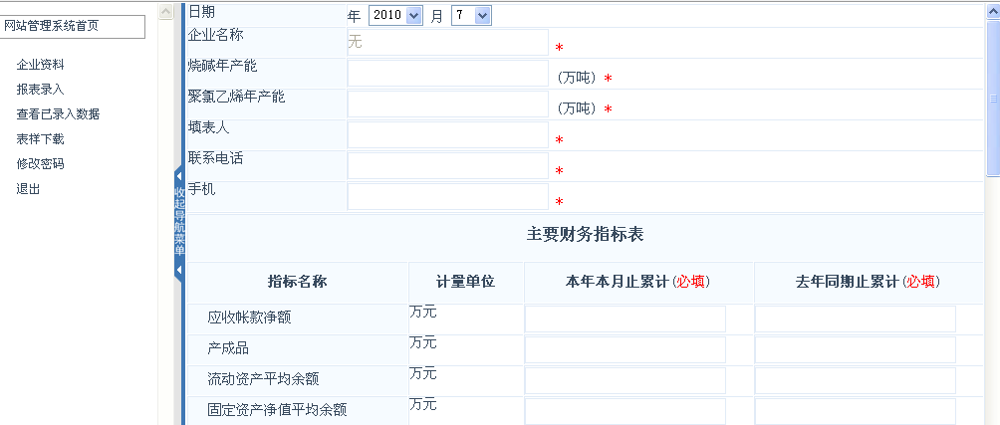 网站管理系统首页
企业资料
报表录入
查看已录入数据
表样下载
修改密码
退出
收起导航菜单
日期 年 2010 月 7
企业名称 无 *
烧碱年产能 (万吨) *
聚氯乙烯年产能 (万吨) *
填表人 *
联系电话 *
手机 *
主要财务指标表
指标名称 计量单位 本年本月止累计(必填) 去年同期止累计(必填)
应收帐款净额 万元
产成品 万元
流动资产平均余额 万元
固定资产净值平均余额 万元